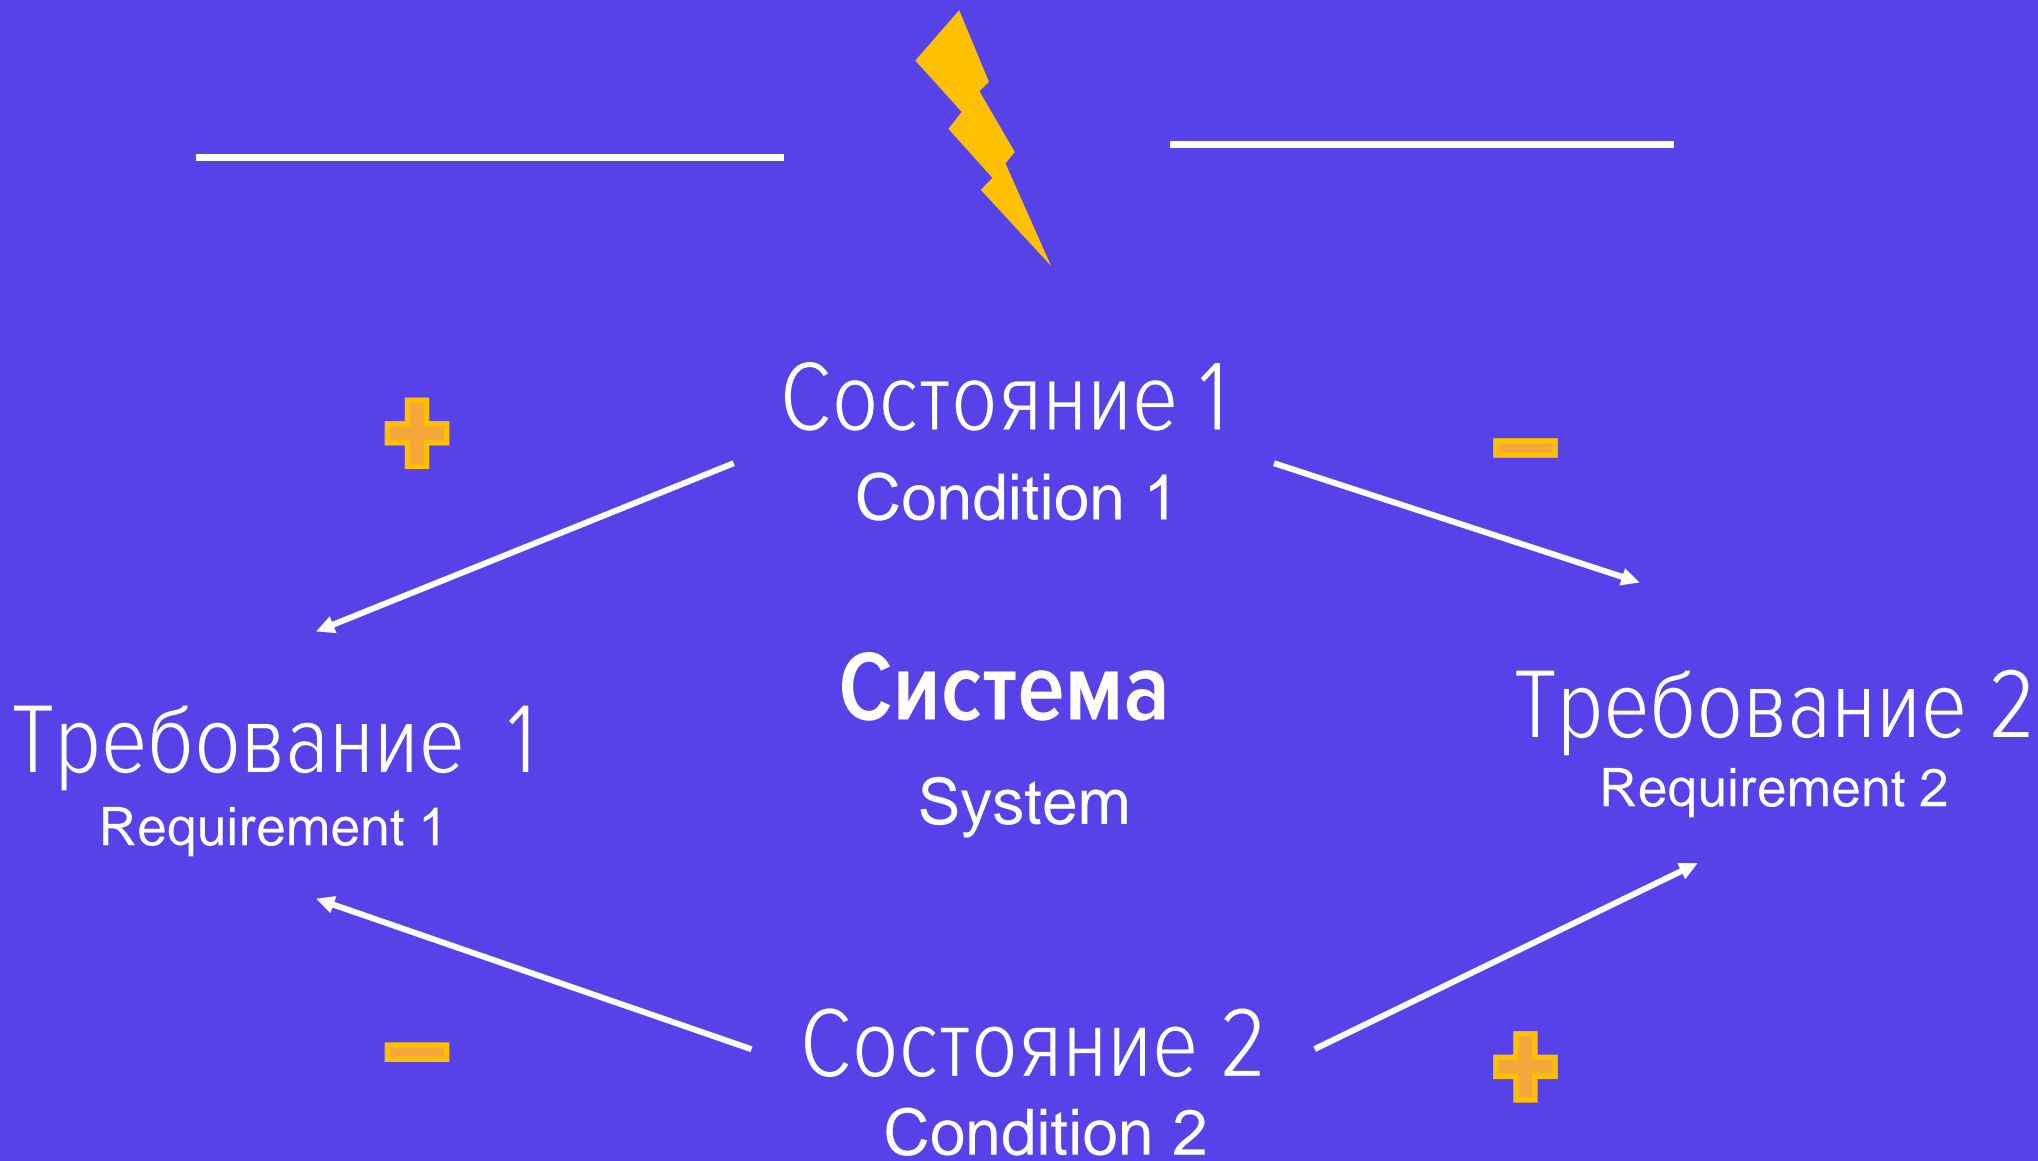 Состояние 1
Condition 1
Система
System
Требование 1
Requirement 1
Требование 2
Requirement 2
Состояние 2
Condition 2